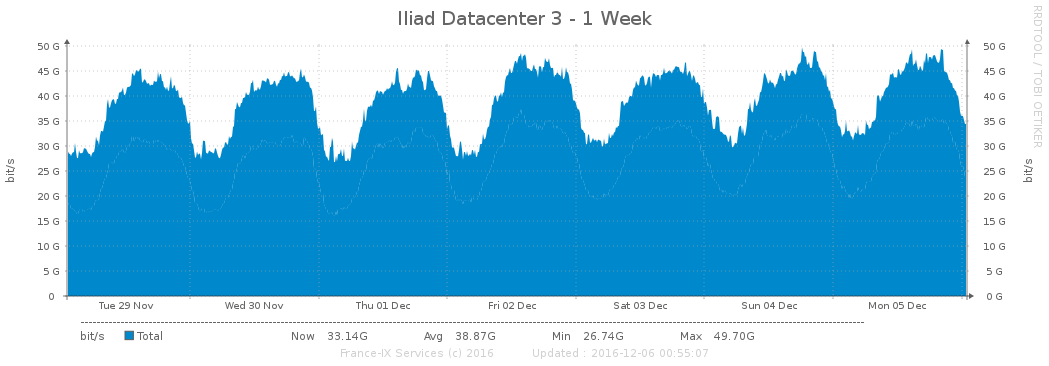 Iliad Datacenter 3 - 1 Week
RRDTOOL / TOBI OETIKER
50 G 50 G
45 G 45 G
40 G 40 G
35 G 35 G
30 G 30 G
25 G 25 G
20 G 20 G
15 G 15 G
10 G 10 G
5 G 5 G
0 0 G
bit/s bit/s
Tue 29 Nov Wed 30 Nov Thu 01 Dec Fri 02 Dec Sat 03 Dec Sun 04 Dec Mon 05 Dec
bit/s Total Now 33.14G Avg 38.87G Min 26.74G Max 49.70G
France-IX Services (c) 2016 Updated : 2016-12-06 00:55:07